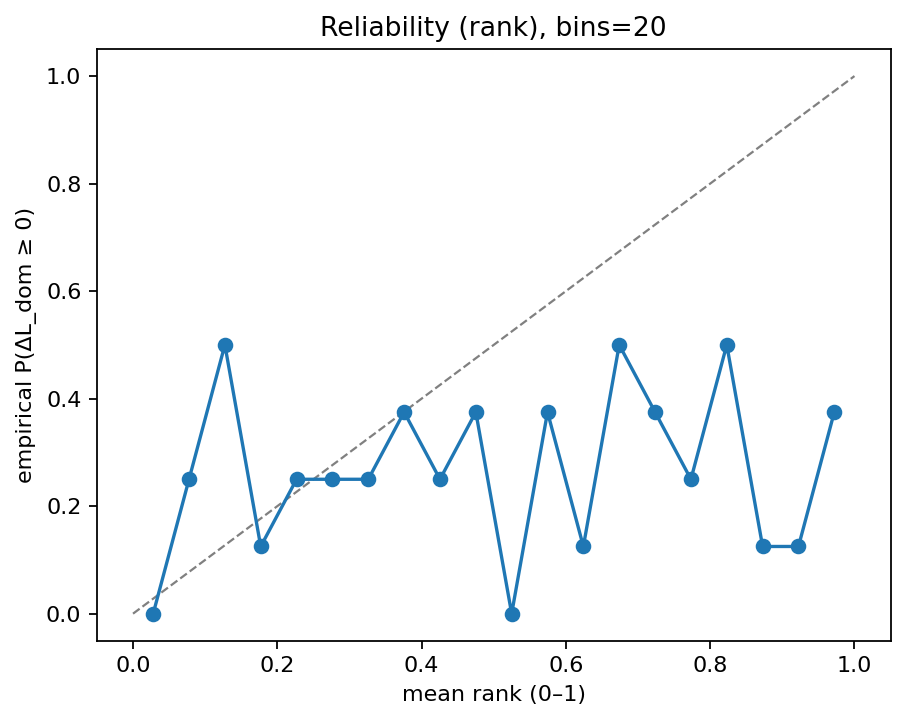 Reliability (rank), bins=20
empirical P(ΔL_dom ≥ 0)
1.0
0.8
0.6
0.4
0.2
0.0
0.0 0.2 0.4 0.6 0.8 1.0
mean rank (0–1)